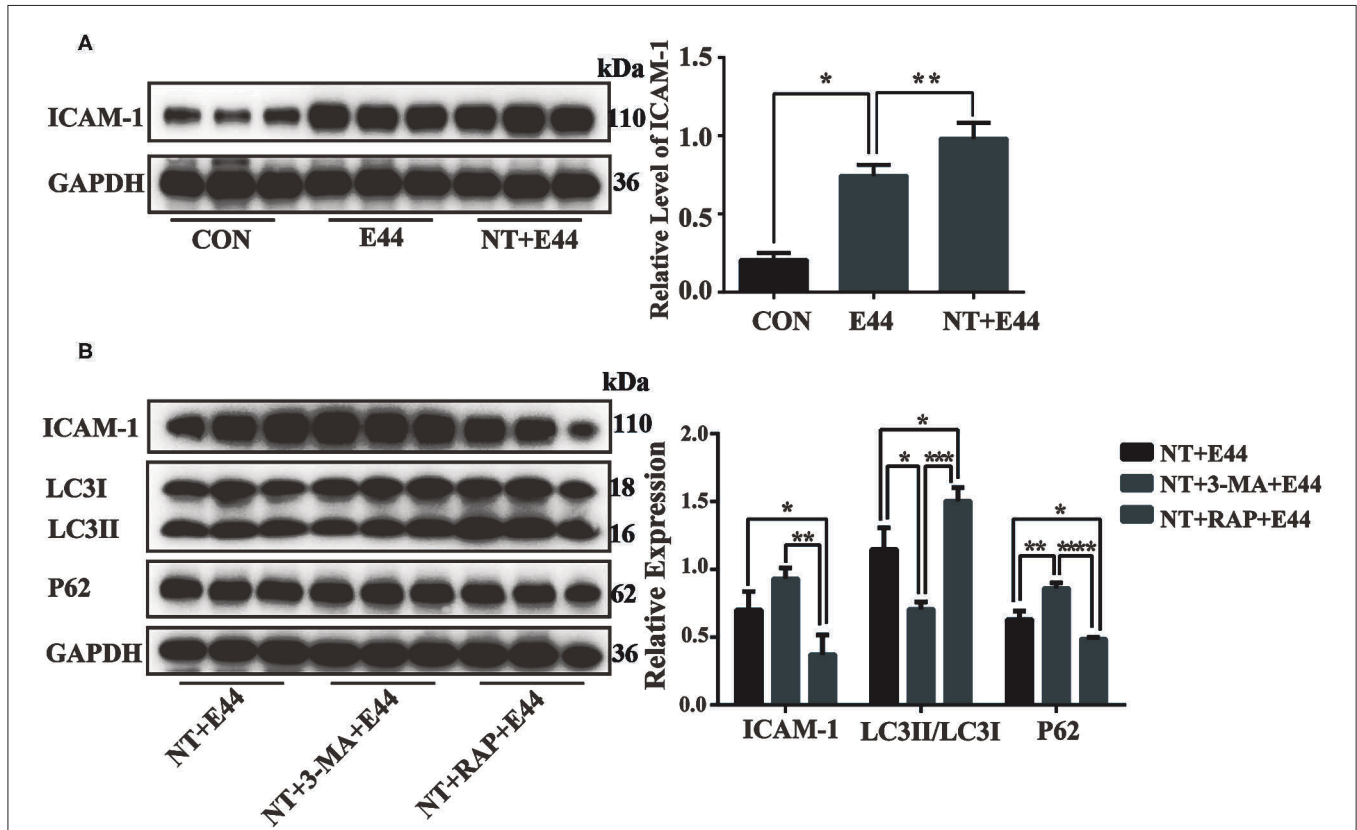 A
kDa
ICAM-1
110
GAPDH
36
CON E44 NT+E44
Relative Level of ICAM-1
1.5
1.0
0.5
0.0
*
**
CON E44 NT+E44
B
kDa
ICAM-1
110
LC3I
18
LC3II
16
P62
62
GAPDH
36
NT+E44
NT+3-MA+E44
NT+RAP+E44
Relative Expression
2.0
1.5
1.0
0.5
0.0
*
**
*
*
***
*
**
****
ICAM-1 LC3II/LC3I P62
NT+E44
NT+3-MA+E44
NT+RAP+E44